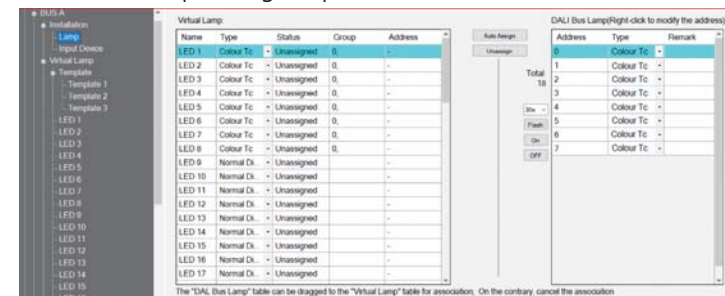 BUS A
Installation
Lamp
Input Device
Virtual Lamp
Template
Template 1
Template 2
Template 3
LED 1
LED 2
LED 3
LED 4
LED 5
LED 6
LED 7
LED 8
LED 9
LED 10
LED 11
LED 12
LED 13
LED 14
LED 15
Virtual Lamp
Name Type Status Group Address
LED 1 Colour Tc Unassigned 0, -
LED 2 Colour Tc Unassigned 0, -
LED 3 Colour Tc Unassigned 0, -
LED 4 Colour Tc Unassigned 0, -
LED 5 Colour Tc Unassigned 0, -
LED 6 Colour Tc Unassigned 0, -
LED 7 Colour Tc Unassigned 0, -
LED 8 Colour Tc Unassigned 0, -
LED 9 Normal Di... Unassigned -
LED 10 Normal Di... Unassigned -
LED 11 Normal Di... Unassigned -
LED 12 Normal Di... Unassigned -
LED 13 Normal Di... Unassigned -
LED 14 Normal Di... Unassigned -
LED 15 Normal Di... Unassigned -
LED 16 Normal Di... Unassigned -
LED 17 Normal Di... Unassigned -
Auto Assign
Unassign
Total
18
30s
Flash
On
OFF
DALI Bus Lamp(Right-click to modify the address)
Address Type Remark
0 Colour Tc
1 Colour Tc
2 Colour Tc
3 Colour Tc
4 Colour Tc
5 Colour Tc
6 Colour Tc
7 Colour Tc
The "DAL Bus Lamp" table can be dragged to the "Virtual Lamp" table for association, On the contrary, cancel the association